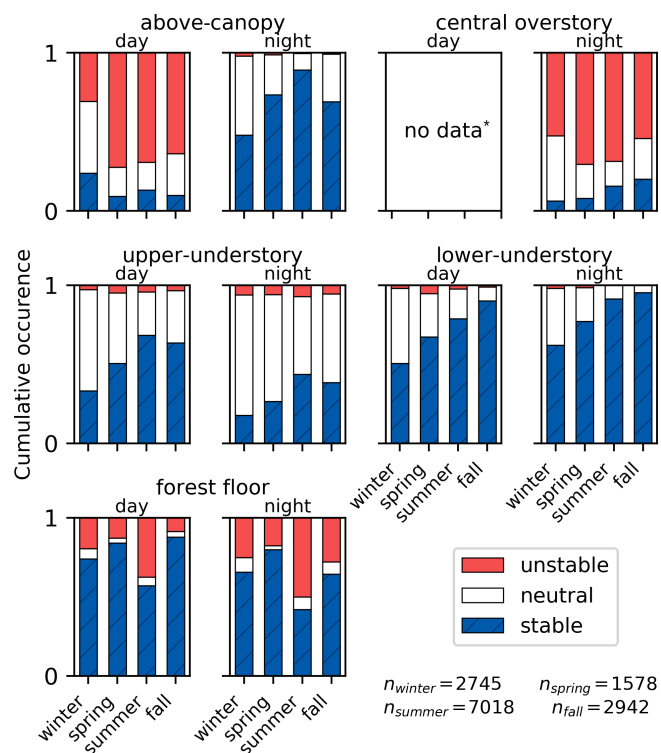 above-canopy central overstory
day night day night
1 no data*
0
upper-understory lower-understory
day night day night
1
0
Cumulative occurence
winter spring summer fall winter spring summer fall
forest floor
day night
1
0
winter spring summer fall winter spring summer fall
unstable
neutral
stable
n_winter=2745 n_spring=1578
n_summer=7018 n_fall=2942